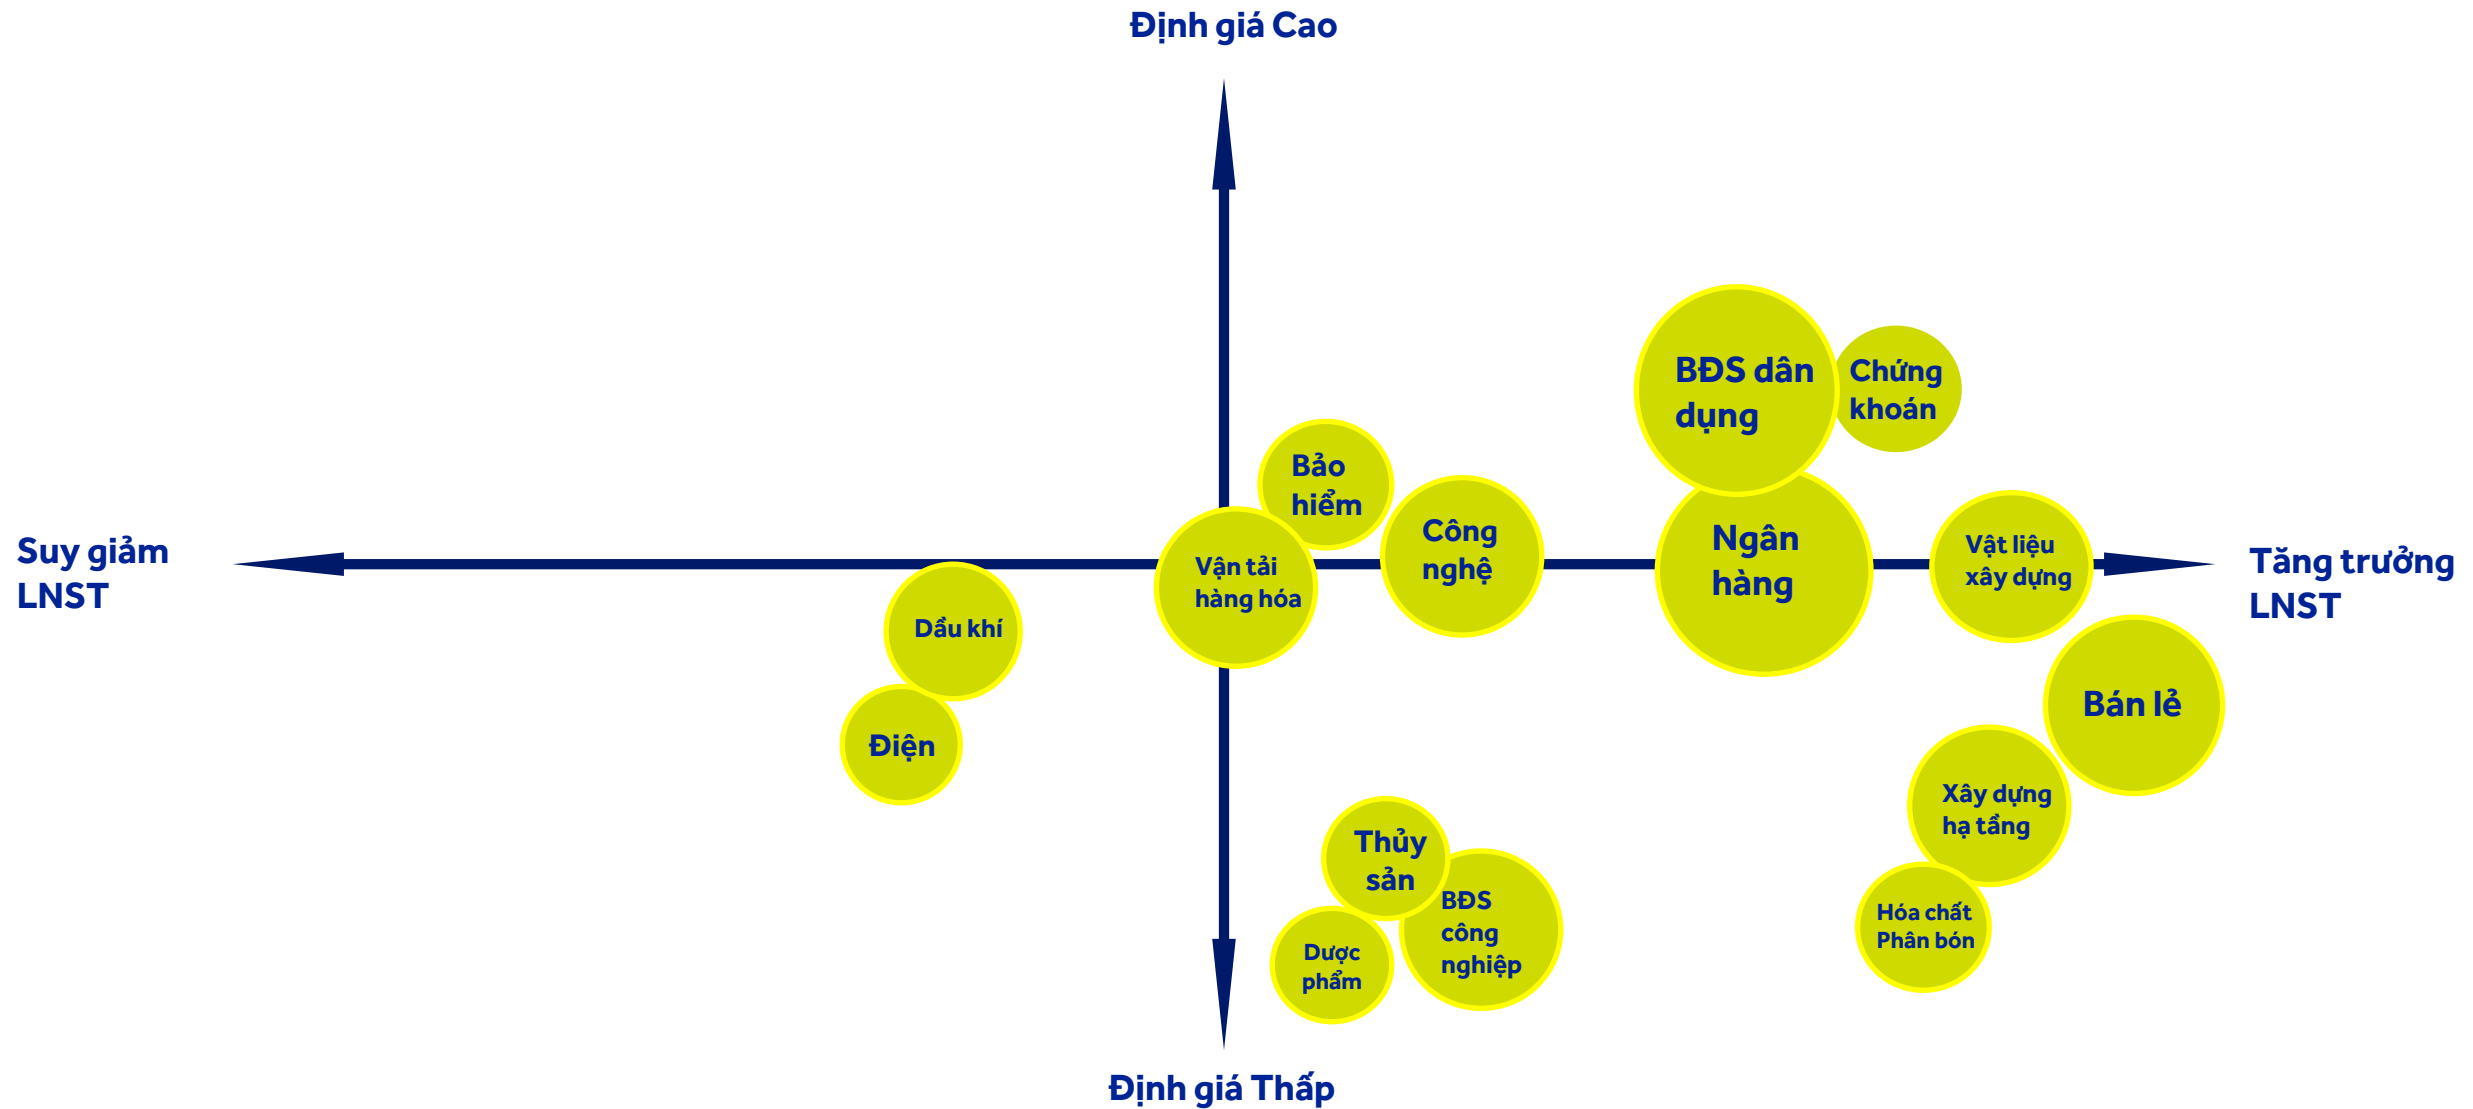 Định giá Cao
BĐS dân
dụng
Chứng
khoán
Bảo
hiểm
Công
nghệ
Ngân
hàng
Vật liệu
xây dựng
Suy giảm
LNST
Tăng trưởng
LNST
Vận tải
hàng hóa
Dầu khí
Điện
Bán lẻ
Xây dựng
hạ tầng
Thủy
sản
BĐS
công
nghiệp
Hóa chất
Phân bón
Dược
phẩm
Định giá Thấp